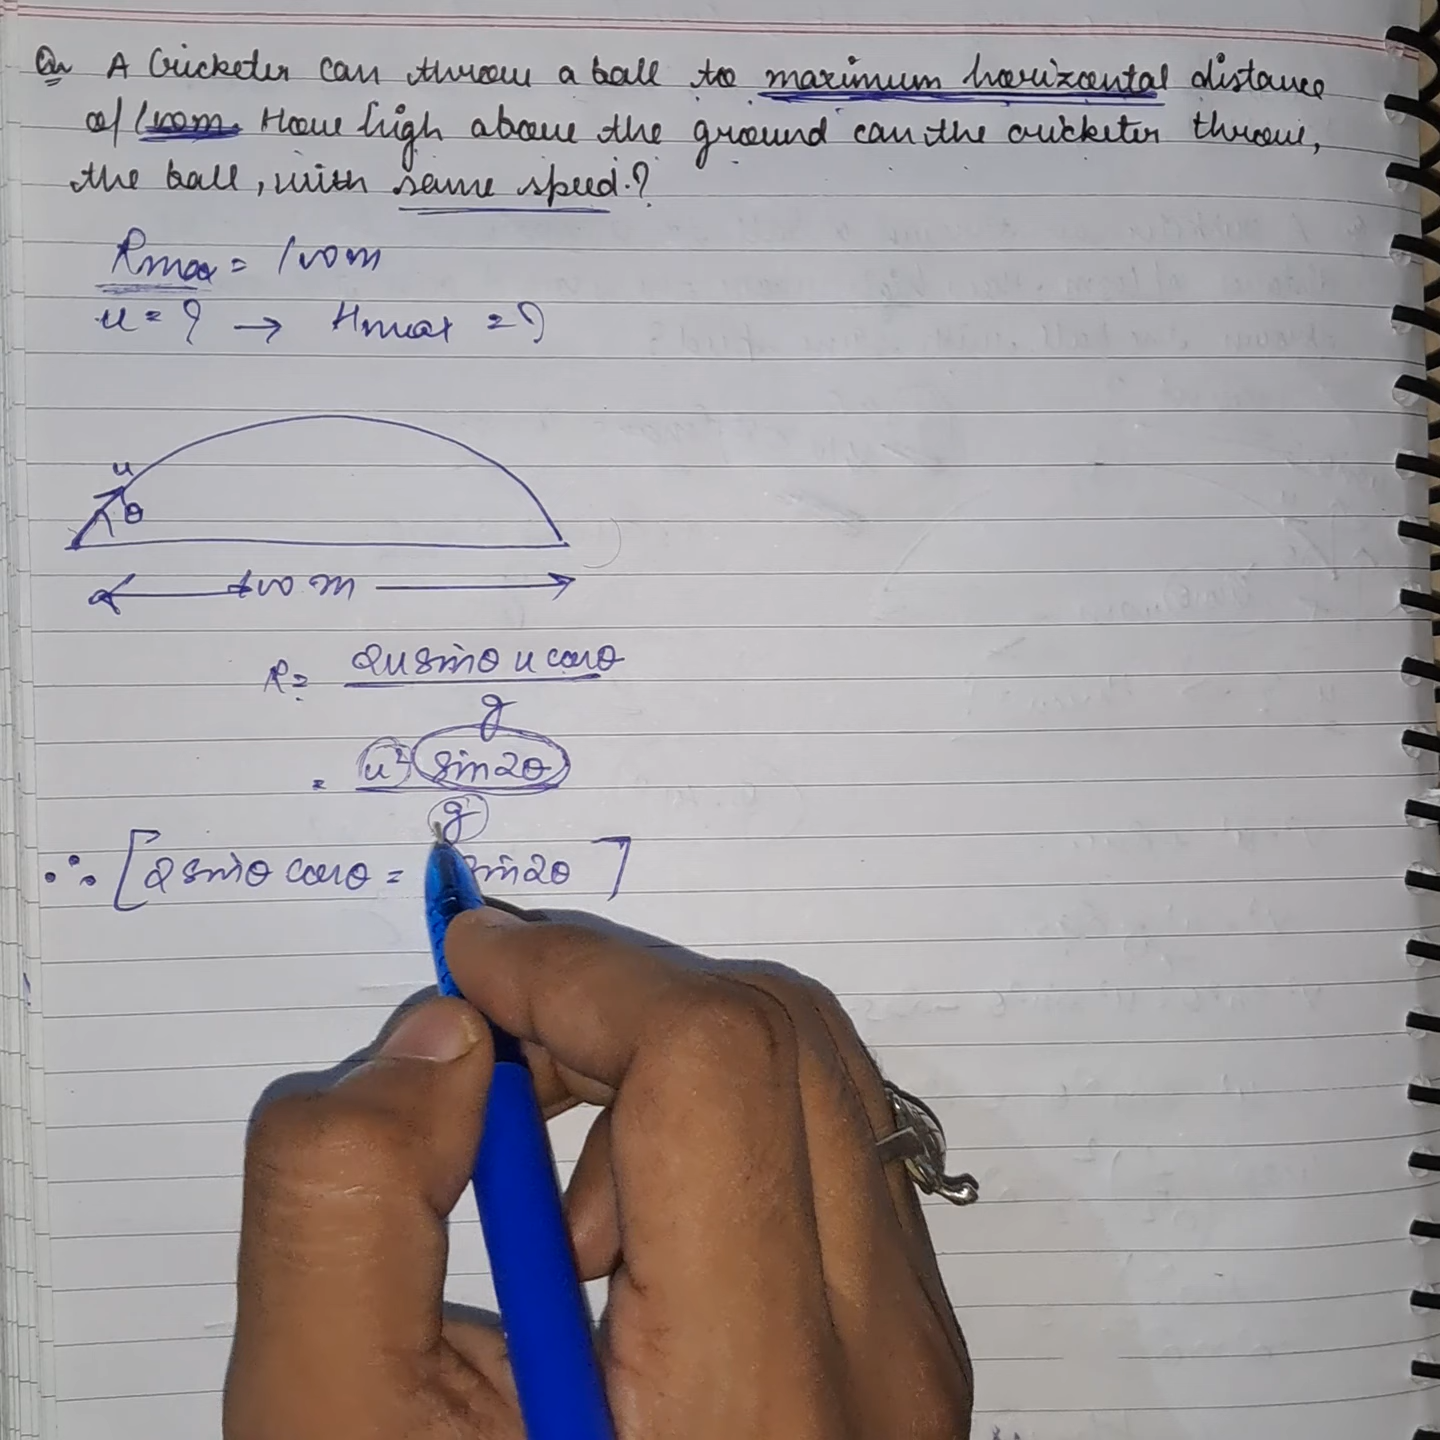 Qn A Cricketer can throw a ball to maximum horizontal distance
of 100m. How high above the ground can the cricketer throw,
the ball, with same speed.?
Rmax = 100m
u = ? → Hmax = ?
u
θ
100 m
R = 2u sinθ u cosθ
g
= u² sin2θ
g
∴ [2 sinθ cosθ = sin2θ]